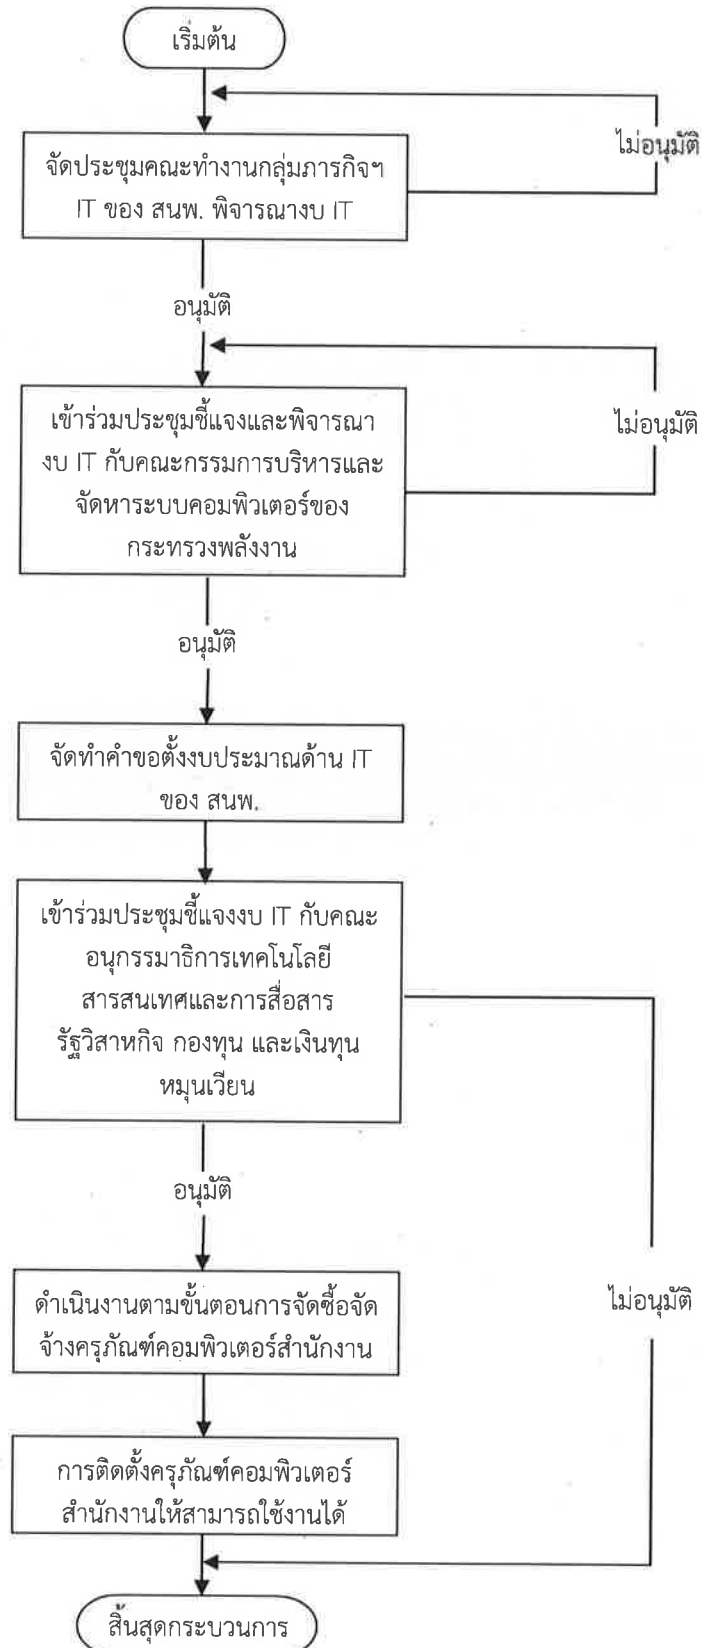 เริ่มต้น
ไม่อนุมัติ
จัดประชุมคณะทำงานกลุ่มภารกิจฯ
IT ของ สนพ. พิจารณางบ IT
อนุมัติ
เข้าร่วมประชุมชี้แจงและพิจารณา
งบ IT กับคณะกรรมการบริหารและ
จัดหาระบบคอมพิวเตอร์ของ
กระทรวงพลังงาน
ไม่อนุมัติ
อนุมัติ
จัดทำคำขอตั้งงบประมาณด้าน IT
ของ สนพ.
เข้าร่วมประชุมชี้แจงงบ IT กับคณะ
อนุกรรมาธิการเทคโนโลยี
สารสนเทศและการสื่อสาร
รัฐวิสาหกิจ กองทุน และเงินทุน
หมุนเวียน
อนุมัติ
ไม่อนุมัติ
ดำเนินงานตามขั้นตอนการจัดซื้อจัด
จ้างครุภัณฑ์คอมพิวเตอร์สำนักงาน
การติดตั้งครุภัณฑ์คอมพิวเตอร์
สำนักงานให้สามารถใช้งานได้
สิ้นสุดกระบวนการ